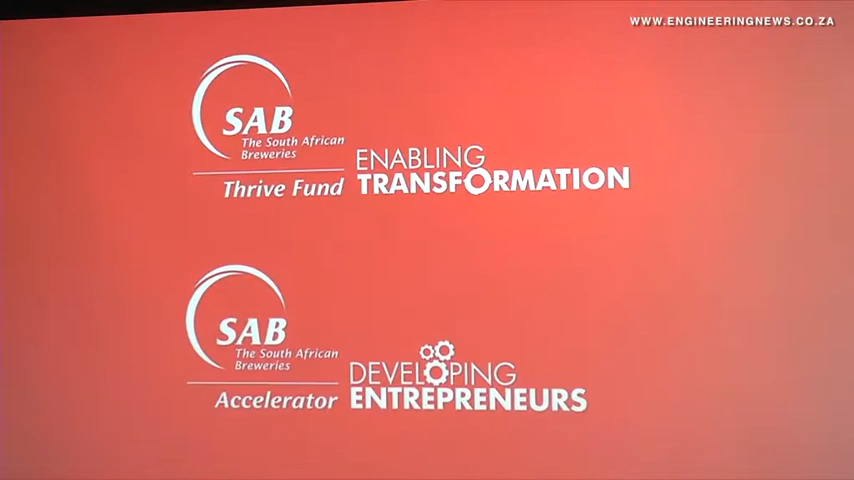 WWW.ENGINEERINGNEWS.CO.ZA
SAB
The South African
Breweries
Thrive Fund
ENABLING
TRANSFORMATION
SAB
The South African
Breweries
Accelerator
DEVELOPING
ENTREPRENEURS